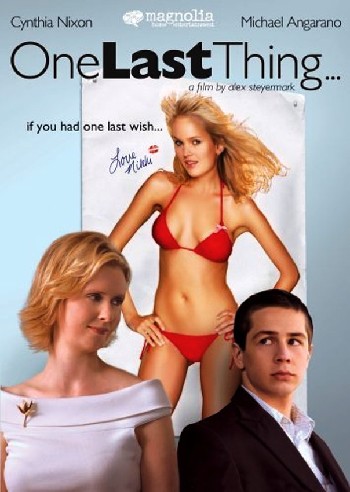 magnolia
home entertainment
Cynthia Nixon
Michael Angarano
One Last Thing...
a film by alex steyermark
if you had one last wish...
Love
Nikki